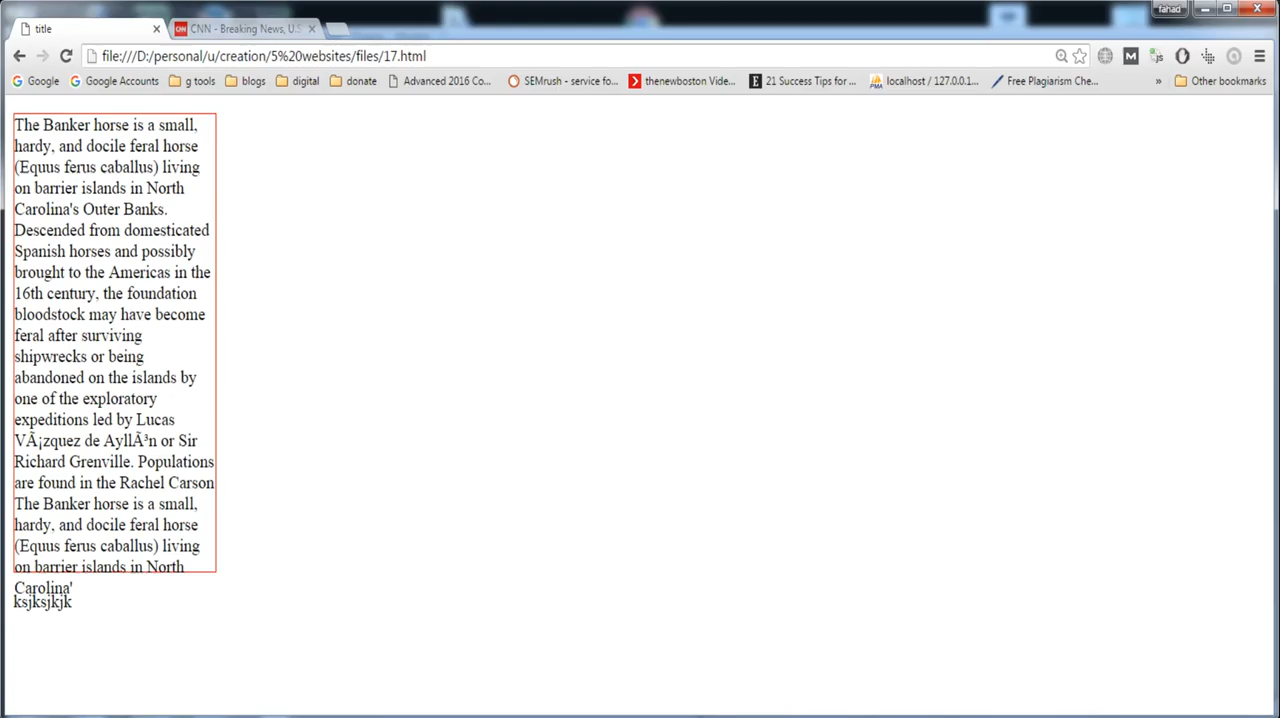 fahad
title
CNN - Breaking News, U.S
file:///D:/personal/u/creation/5%20websites/files/17.html
Google
Google Accounts
g tools
blogs
digital
donate
Advanced 2016 Co...
SEMrush - service fo...
thenewboston Vide...
21 Success Tips for ...
localhost / 127.0.0.1...
Free Plagiarism Che...
»
Other bookmarks
The Banker horse is a small,
hardy, and docile feral horse
(Equus ferus caballus) living
on barrier islands in North
Carolina's Outer Banks.
Descended from domesticated
Spanish horses and possibly
brought to the Americas in the
16th century, the foundation
bloodstock may have become
feral after surviving
shipwrecks or being
abandoned on the islands by
one of the exploratory
expeditions led by Lucas
VÃ¡zquez de AyllÃ³n or Sir
Richard Grenville. Populations
are found in the Rachel Carson
The Banker horse is a small,
hardy, and docile feral horse
(Equus ferus caballus) living
on barrier islands in North
Carolina'
ksjksjkjk